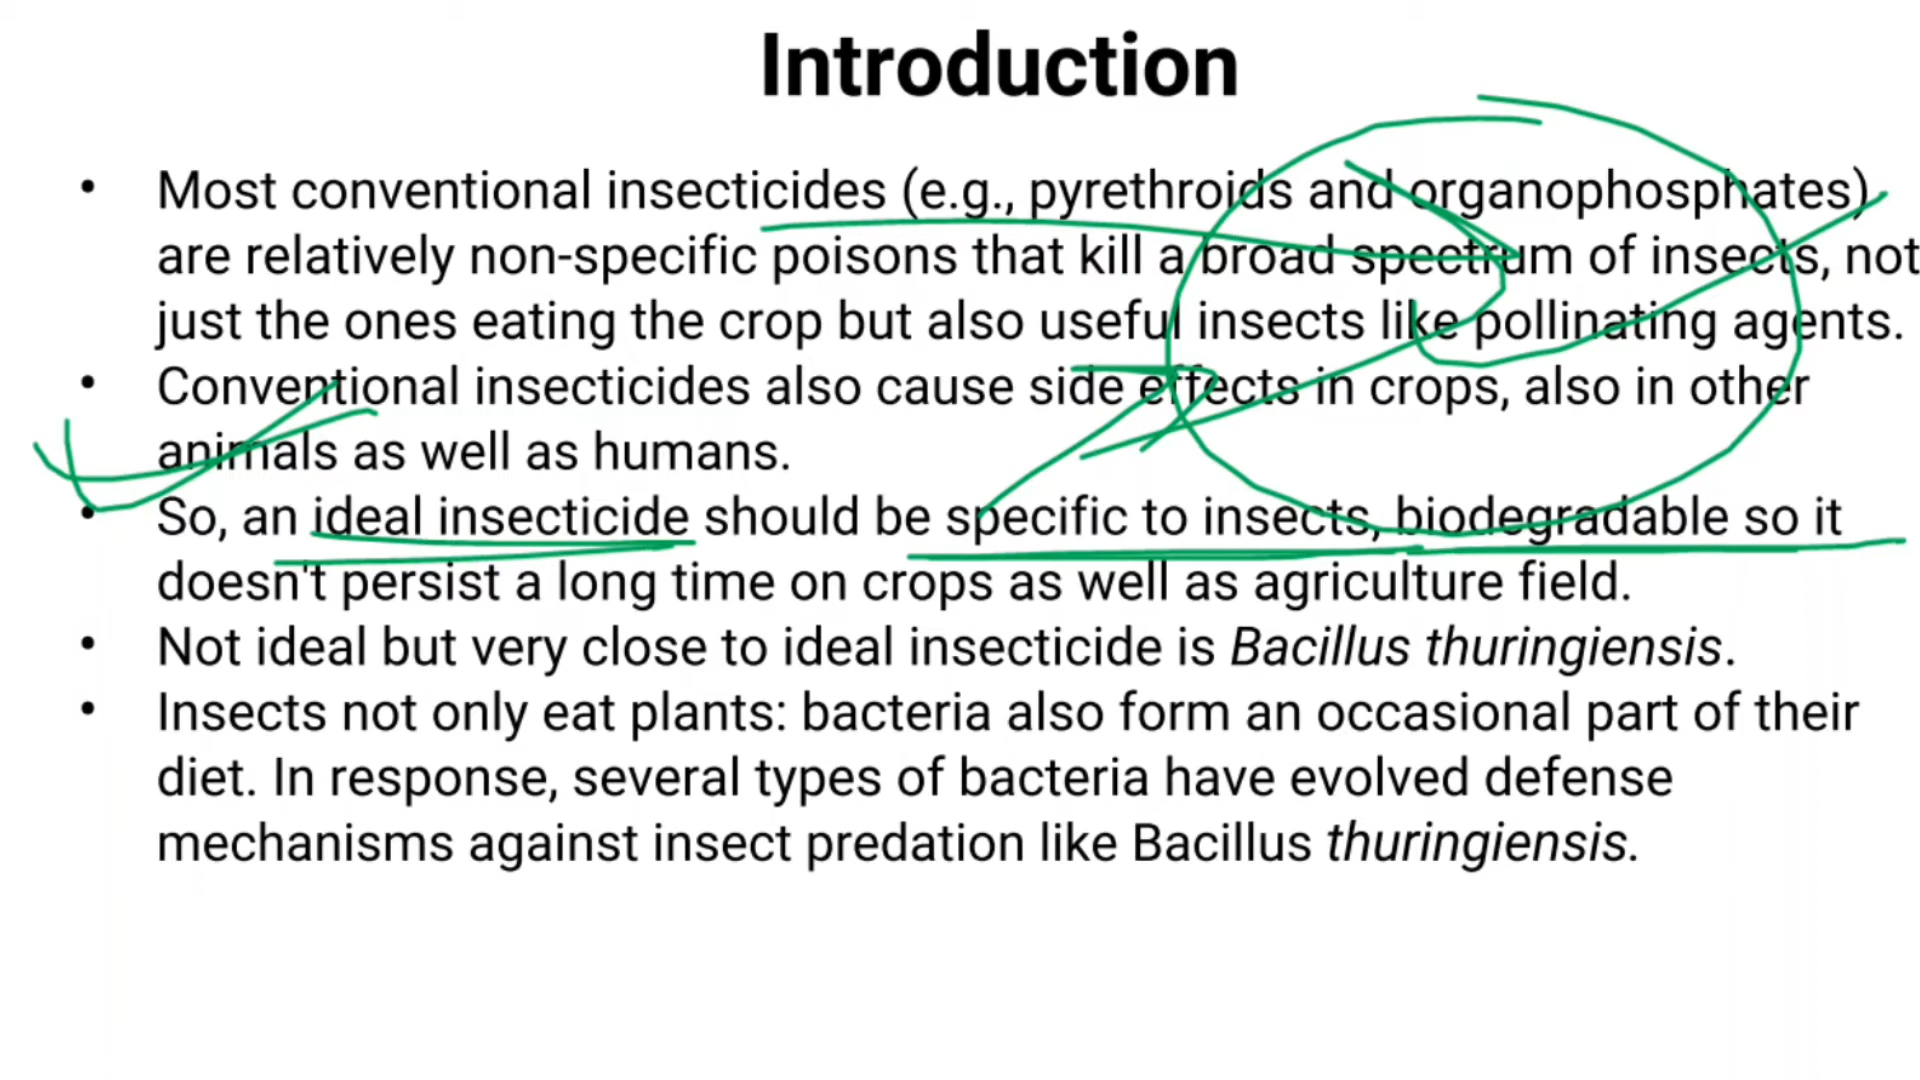 Introduction
• Most conventional insecticides (e.g., pyrethroids and organophosphates)
are relatively non-specific poisons that kill a broad spectrum of insects, not
just the ones eating the crop but also useful insects like pollinating agents.
• Conventional insecticides also cause side effects in crops, also in other
animals as well as humans.
• So, an ideal insecticide should be specific to insects, biodegradable so it
doesn't persist a long time on crops as well as agriculture field.
• Not ideal but very close to ideal insecticide is Bacillus thuringiensis.
• Insects not only eat plants: bacteria also form an occasional part of their
diet. In response, several types of bacteria have evolved defense
mechanisms against insect predation like Bacillus thuringiensis.